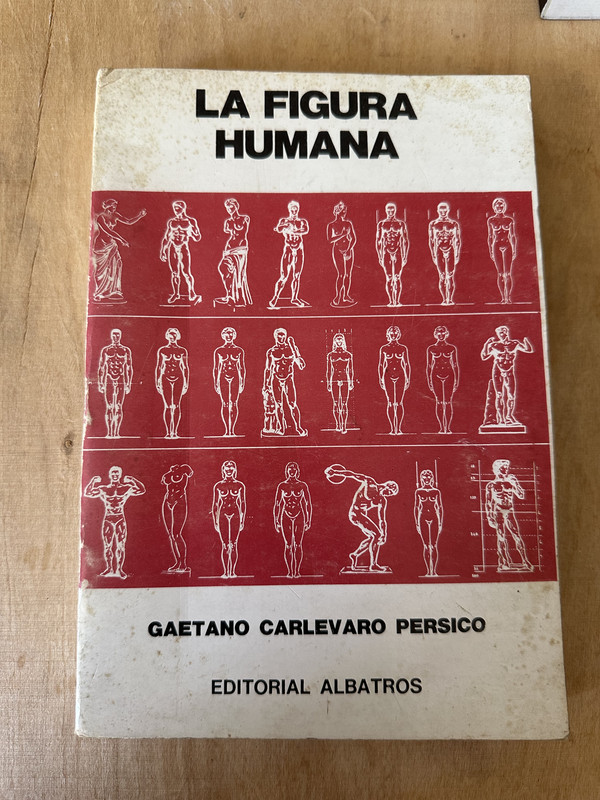 LA FIGURA
HUMANA
GAETANO CARLEVARO PERSICO
EDITORIAL ALBATROS